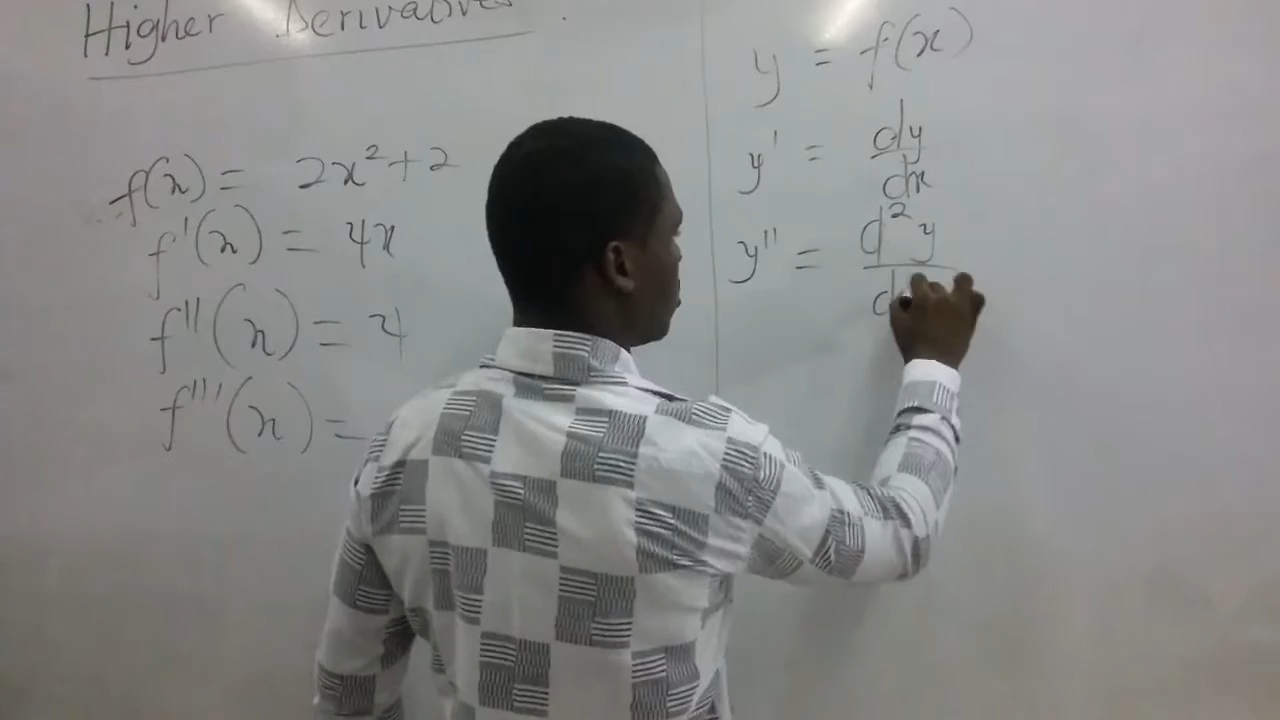 Higher Derivatives
f(x) = 2x² + 2
f'(x) = 4x
f''(x) = 4
f'''(x) =
y = f(x)
y' = dy/dx
y'' = d²y/d